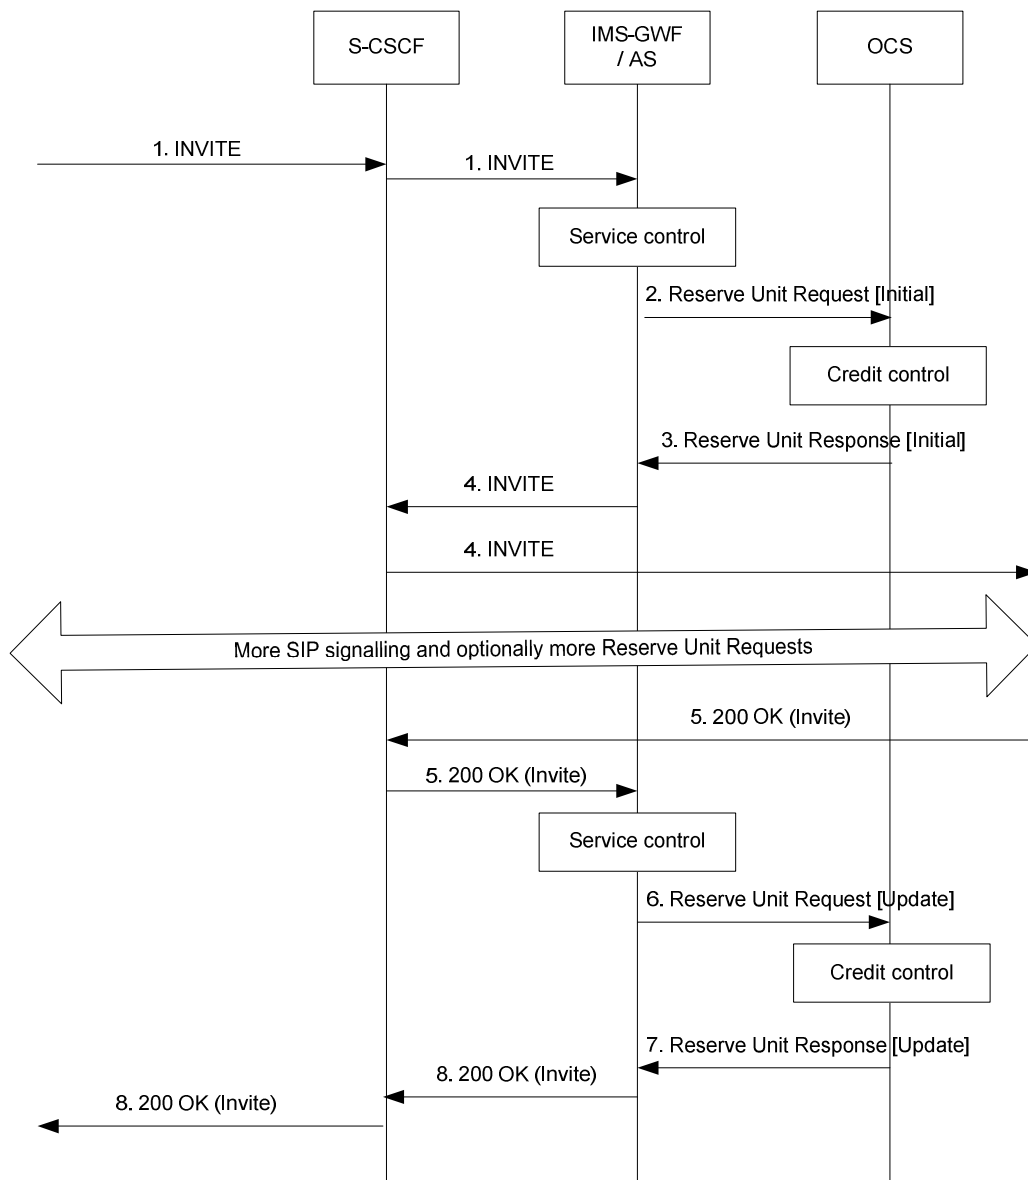 S-CSCF
IMS-GWF
/ AS
OCS
1. INVITE
1. INVITE
Service control
2. Reserve Unit Request [Initial]
Credit control
3. Reserve Unit Response [Initial]
4. INVITE
4. INVITE
More SIP signalling and optionally more Reserve Unit Requests
5. 200 OK (Invite)
5. 200 OK (Invite)
Service control
6. Reserve Unit Request [Update]
Credit control
7. Reserve Unit Response [Update]
8. 200 OK (Invite)
8. 200 OK (Invite)